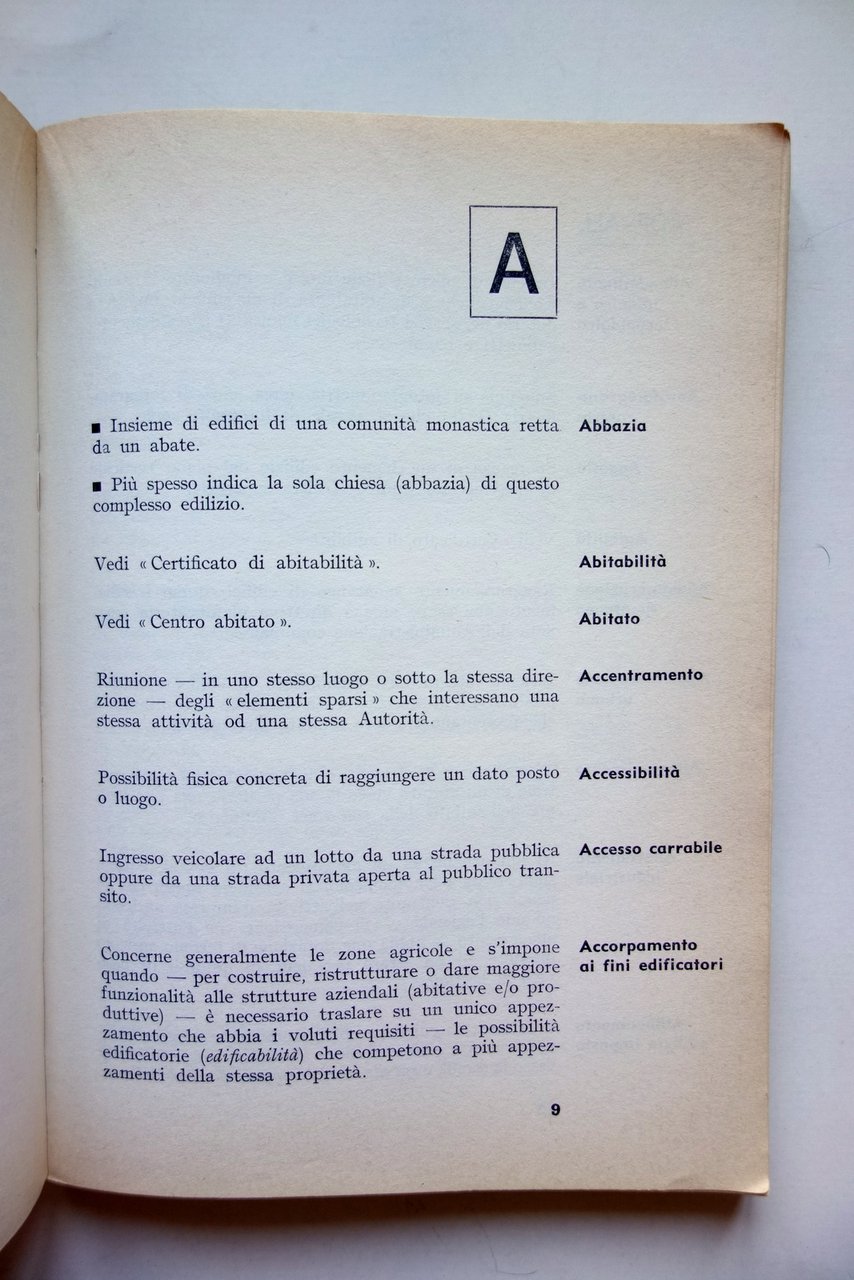 A
■ Insieme di edifici di una comunità monastica retta
da un abate.
Abbazia
■ Più spesso indica la sola chiesa (abbazia) di questo
complesso edilizio.
Vedi « Certificato di abitabilità ».
Abitabilità
Vedi « Centro abitato ».
Abitato
Riunione — in uno stesso luogo o sotto la stessa dire-
zione — degli « elementi sparsi » che interessano una
stessa attività od una stessa Autorità.
Accentramento
Possibilità fisica concreta di raggiungere un dato posto
o luogo.
Accessibilità
Ingresso veicolare ad un lotto da una strada pubblica
oppure da una strada privata aperta al pubblico tran-
sito.
Accesso carrabile
Concerne generalmente le zone agricole e s'impone
quando — per costruire, ristrutturare o dare maggiore
funzionalità alle strutture aziendali (abitative e/o pro-
duttive) — è necessario traslare su un unico appez-
zamento che abbia i voluti requisiti — le possibilità
edificatorie (edificabilità) che competono a più appez-
zamenti della stessa proprietà.
Accorpamento
ai fini edificatori
9